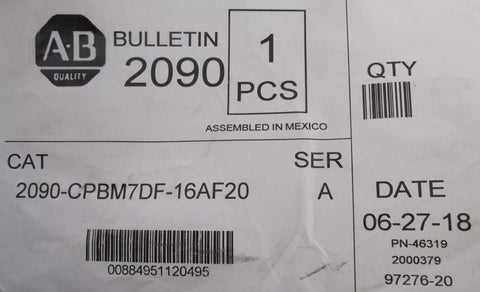 A-B
QUALITY
BULLETIN
2090
1
PCS
ASSEMBLED IN MEXICO
QTY
CAT
SER
2090-CPBM7DF-16AF20
A
00884951120495
DATE
06-27-18
PN-46319
2000379
97276-20